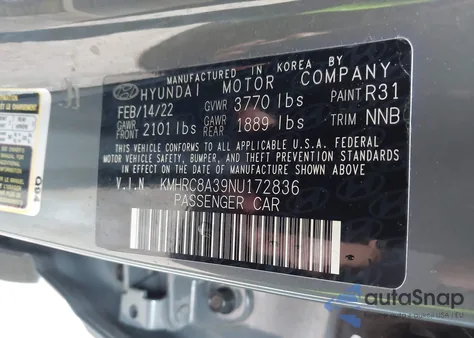 MANUFACTURED IN KOREA BY
HYUNDAI MOTOR COMPANY
FEB/14/22 GVWR 3770 lbs PAINT R31
GAWR FRONT 2101 lbs GAWR REAR 1889 lbs TRIM NNB
THIS VEHICLE CONFORMS TO ALL APPLICABLE U.S.A. FEDERAL
MOTOR VEHICLE SAFETY, BUMPER, AND THEFT PREVENTION STANDARDS
IN EFFECT ON THE DATE OF MANUFACTURE SHOWN ABOVE.
V.I.N. KMHRC8A39NU172836
PASSENGER CAR
autoSnap